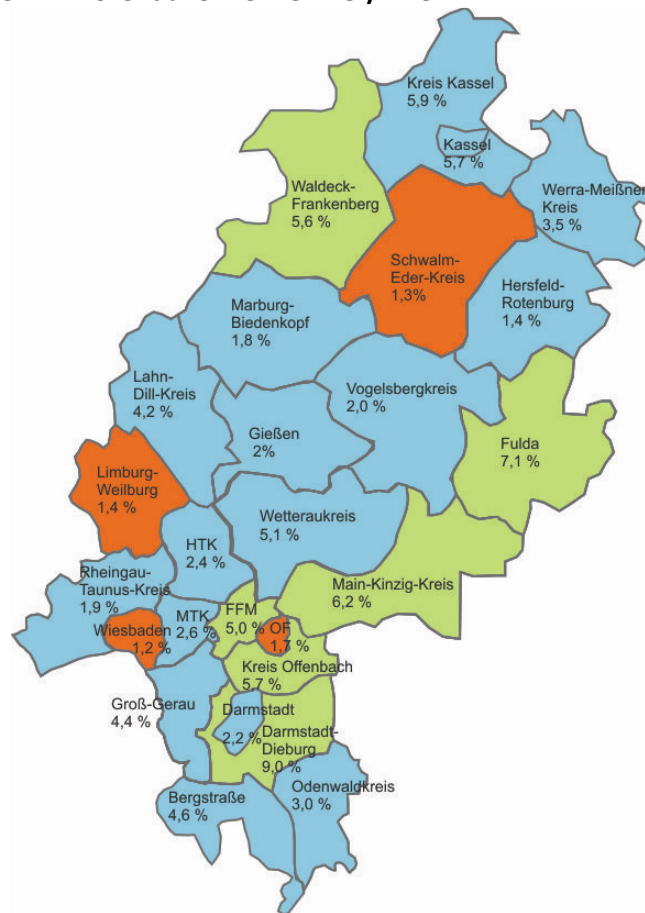 Kreis Kassel
5,9 %
Kassel
5,7 %
Waldeck-
Frankenberg
5,6 %
Werra-Meißner
Kreis
3,5 %
Schwalm-
Eder-Kreis
1,3%
Hersfeld-
Rotenburg
1,4 %
Marburg-
Biedenkopf
1,8 %
Lahn-
Dill-Kreis
4,2 %
Vogelsbergkreis
2,0 %
Gießen
2%
Fulda
7,1 %
Limburg-
Weilburg
1,4 %
Wetteraukreis
5,1 %
HTK
2,4 %
Rheingau-
Taunus-Kreis
1,9 %
Main-Kinzig-Kreis
6,2 %
MTK
2,6 %
FFM
5,0 %
OF
1,7 %
Wiesbaden
1,2 %
Kreis Offenbach
5,7 %
Groß-Gerau
4,4 %
Darmstadt
2,2 %
Darmstadt-
Dieburg
9,0 %
Bergstraße
4,6 %
Odenwaldkreis
3,0 %